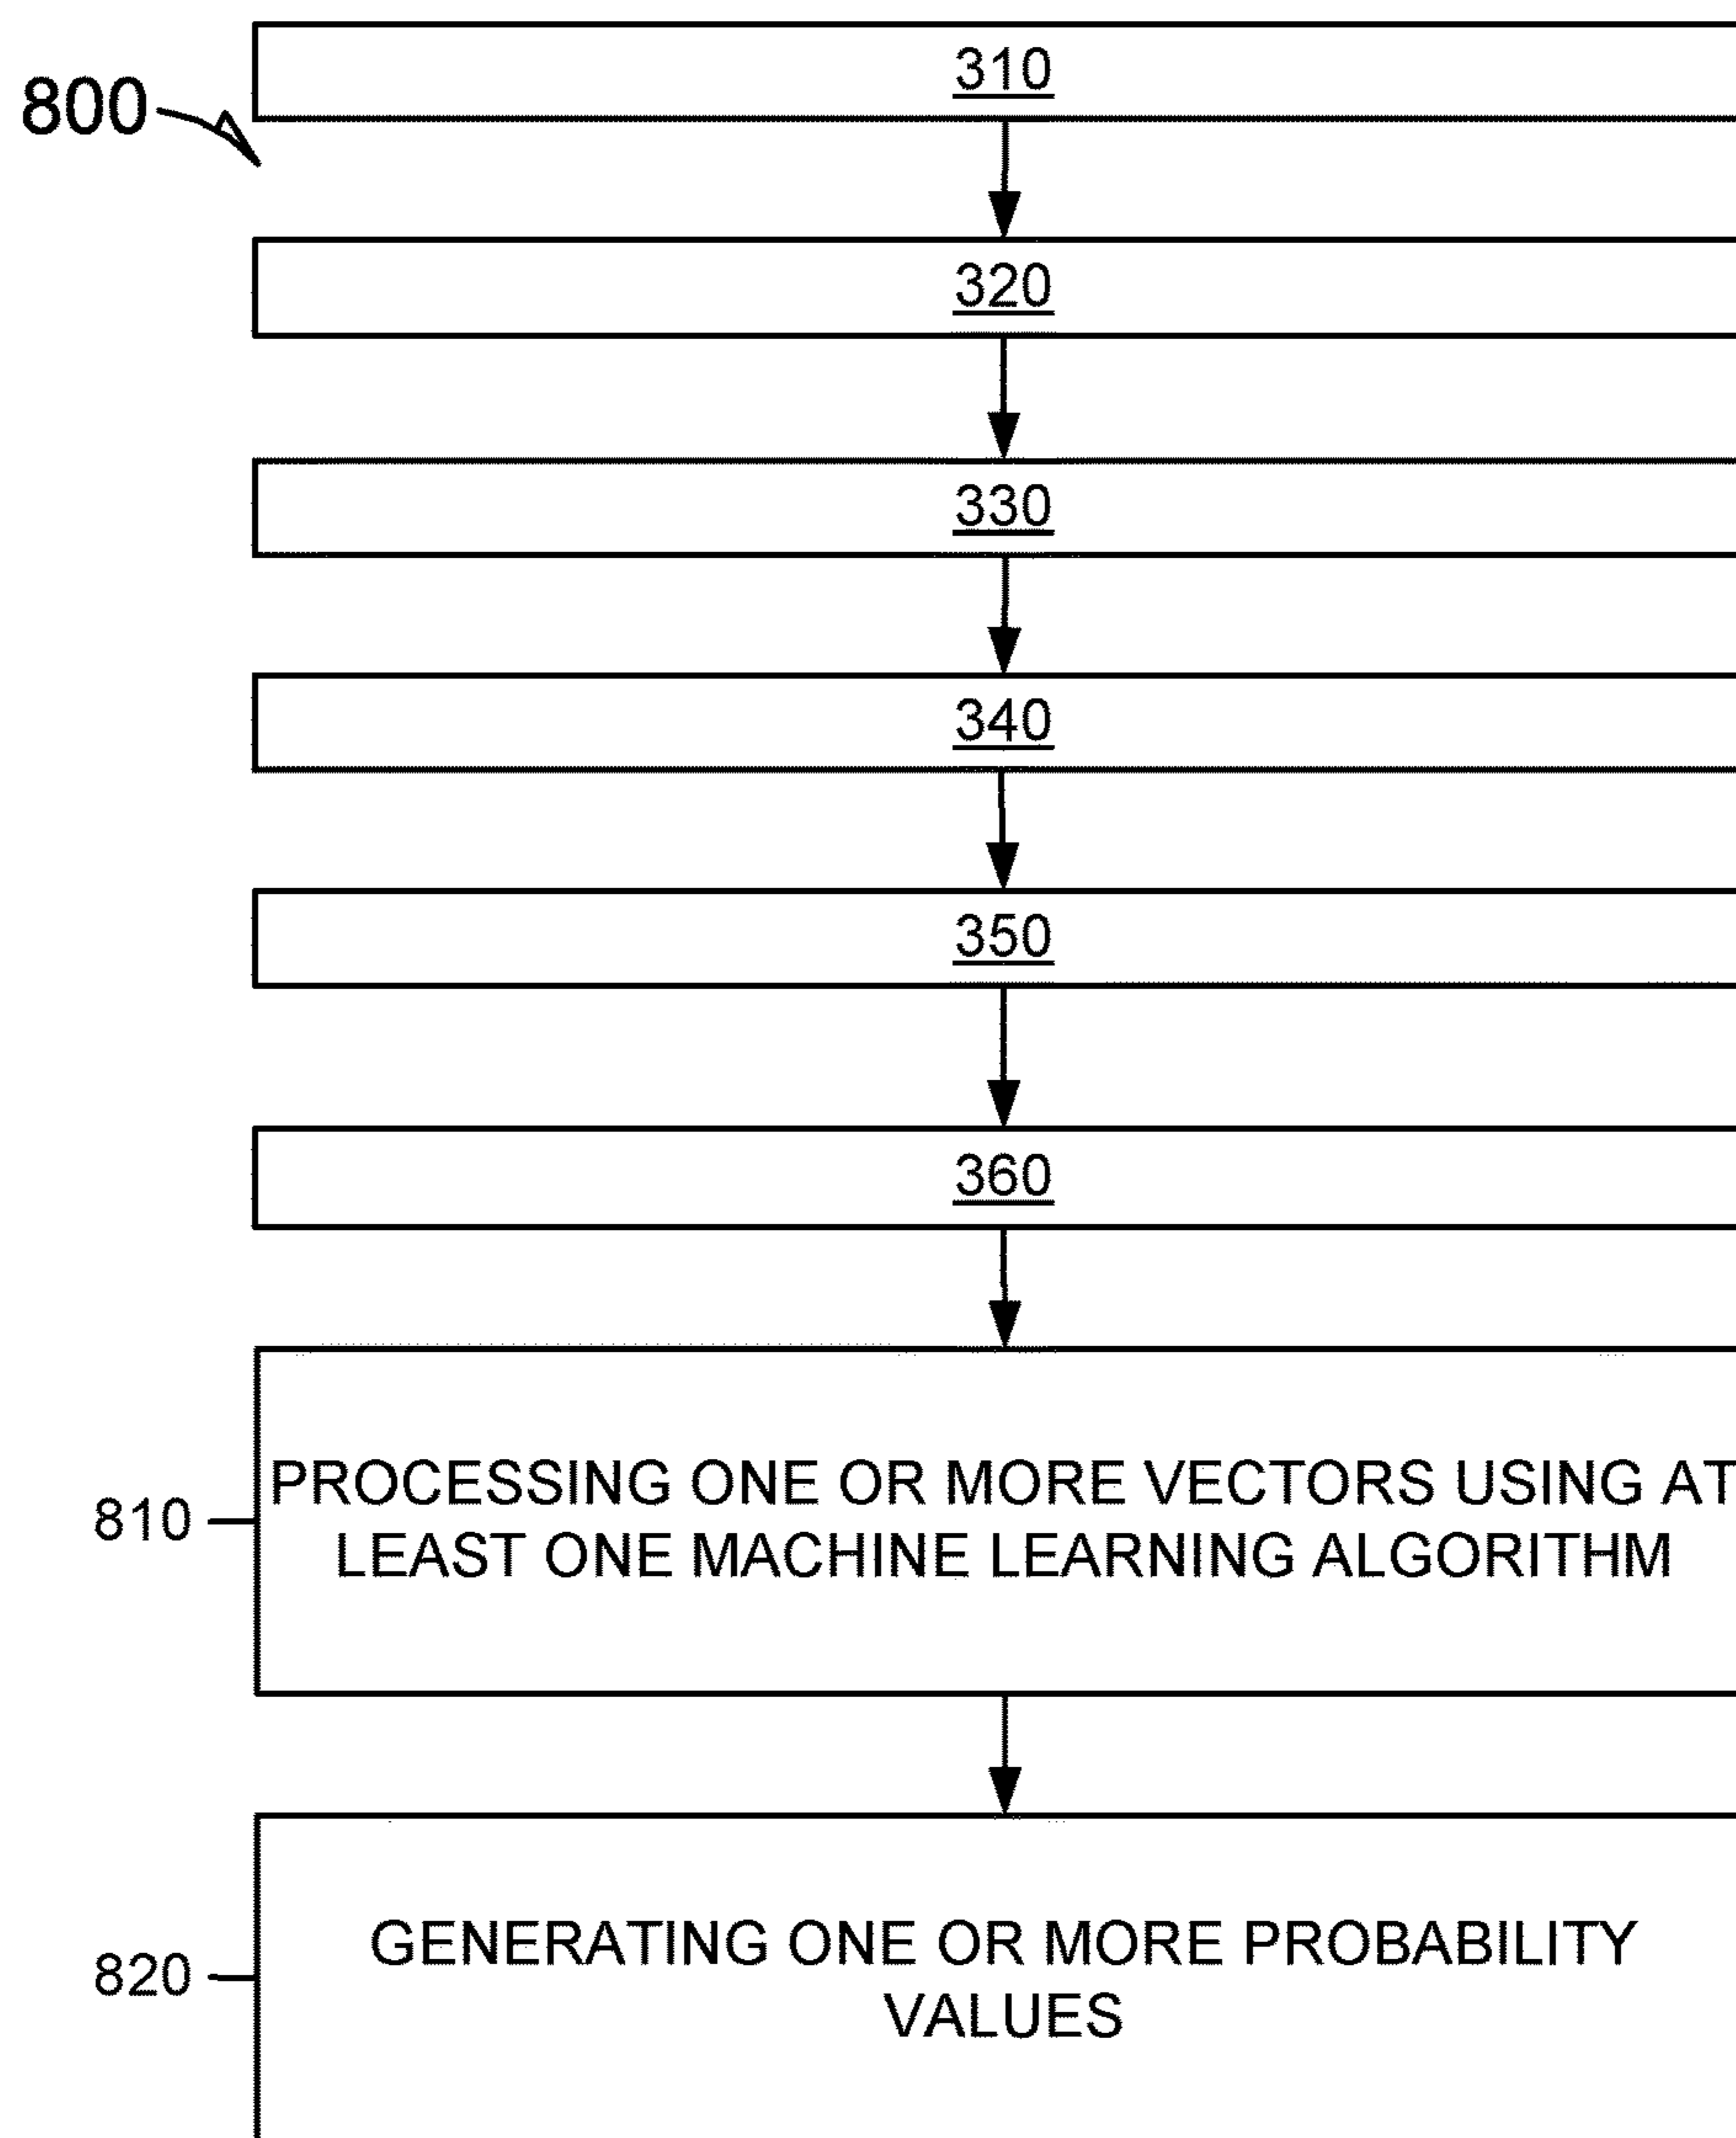 310
800
320
330
340
350
360
PROCESSING ONE OR MORE VECTORS USING AT
LEAST ONE MACHINE LEARNING ALGORITHM
810
GENERATING ONE OR MORE PROBABILITY
VALUES
820